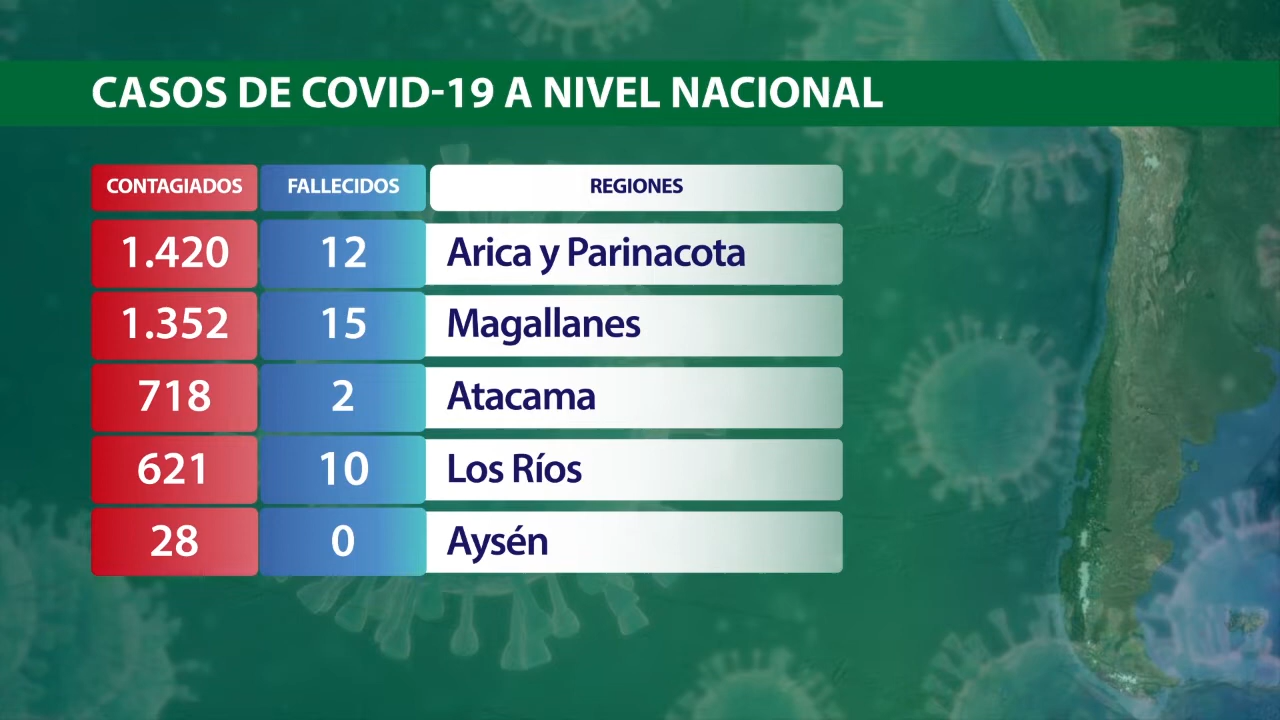 CASOS DE COVID-19 A NIVEL NACIONAL
CONTAGIADOS FALLECIDOS REGIONES
1.420 12 Arica y Parinacota
1.352 15 Magallanes
718 2 Atacama
621 10 Los Ríos
28 0 Aysén